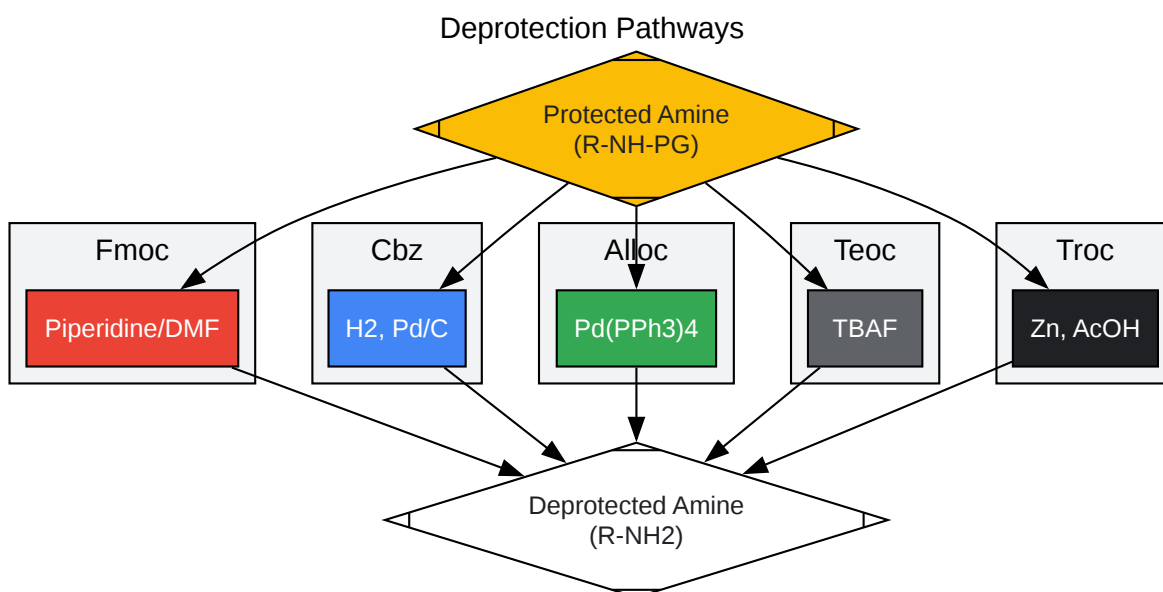 Deprotection Pathways
Protected Amine
(R-NH-PG)
Fmoc
Cbz
Alloc
Teoc
Troc
Piperidine/DMF
H2, Pd/C
Pd(PPh3)4
TBAF
Zn, AcOH
Deprotected Amine
(R-NH2)